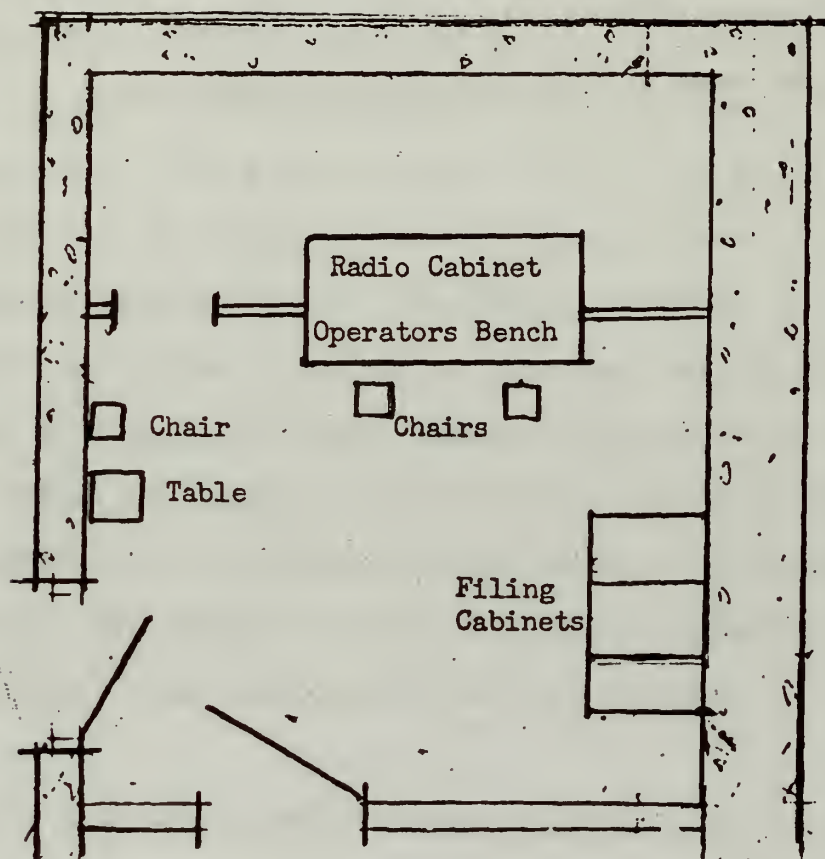 Radio Cabinet
Operators Bench
Chair
Chairs
Table
Filing
Cabinets